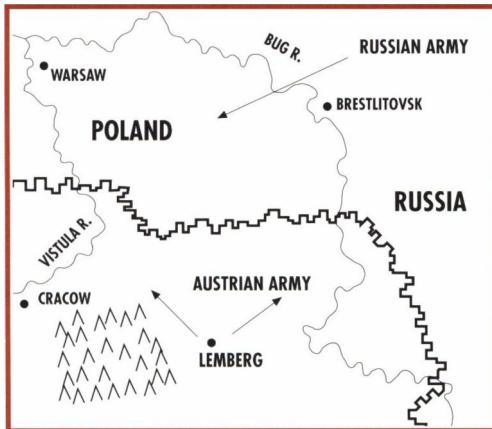 BUG R.
RUSSIAN ARMY
WARSAW
BRESTLITOVSK
POLAND
RUSSIA
VISTULA R.
AUSTRIAN ARMY
CRACOW
LEMBERG